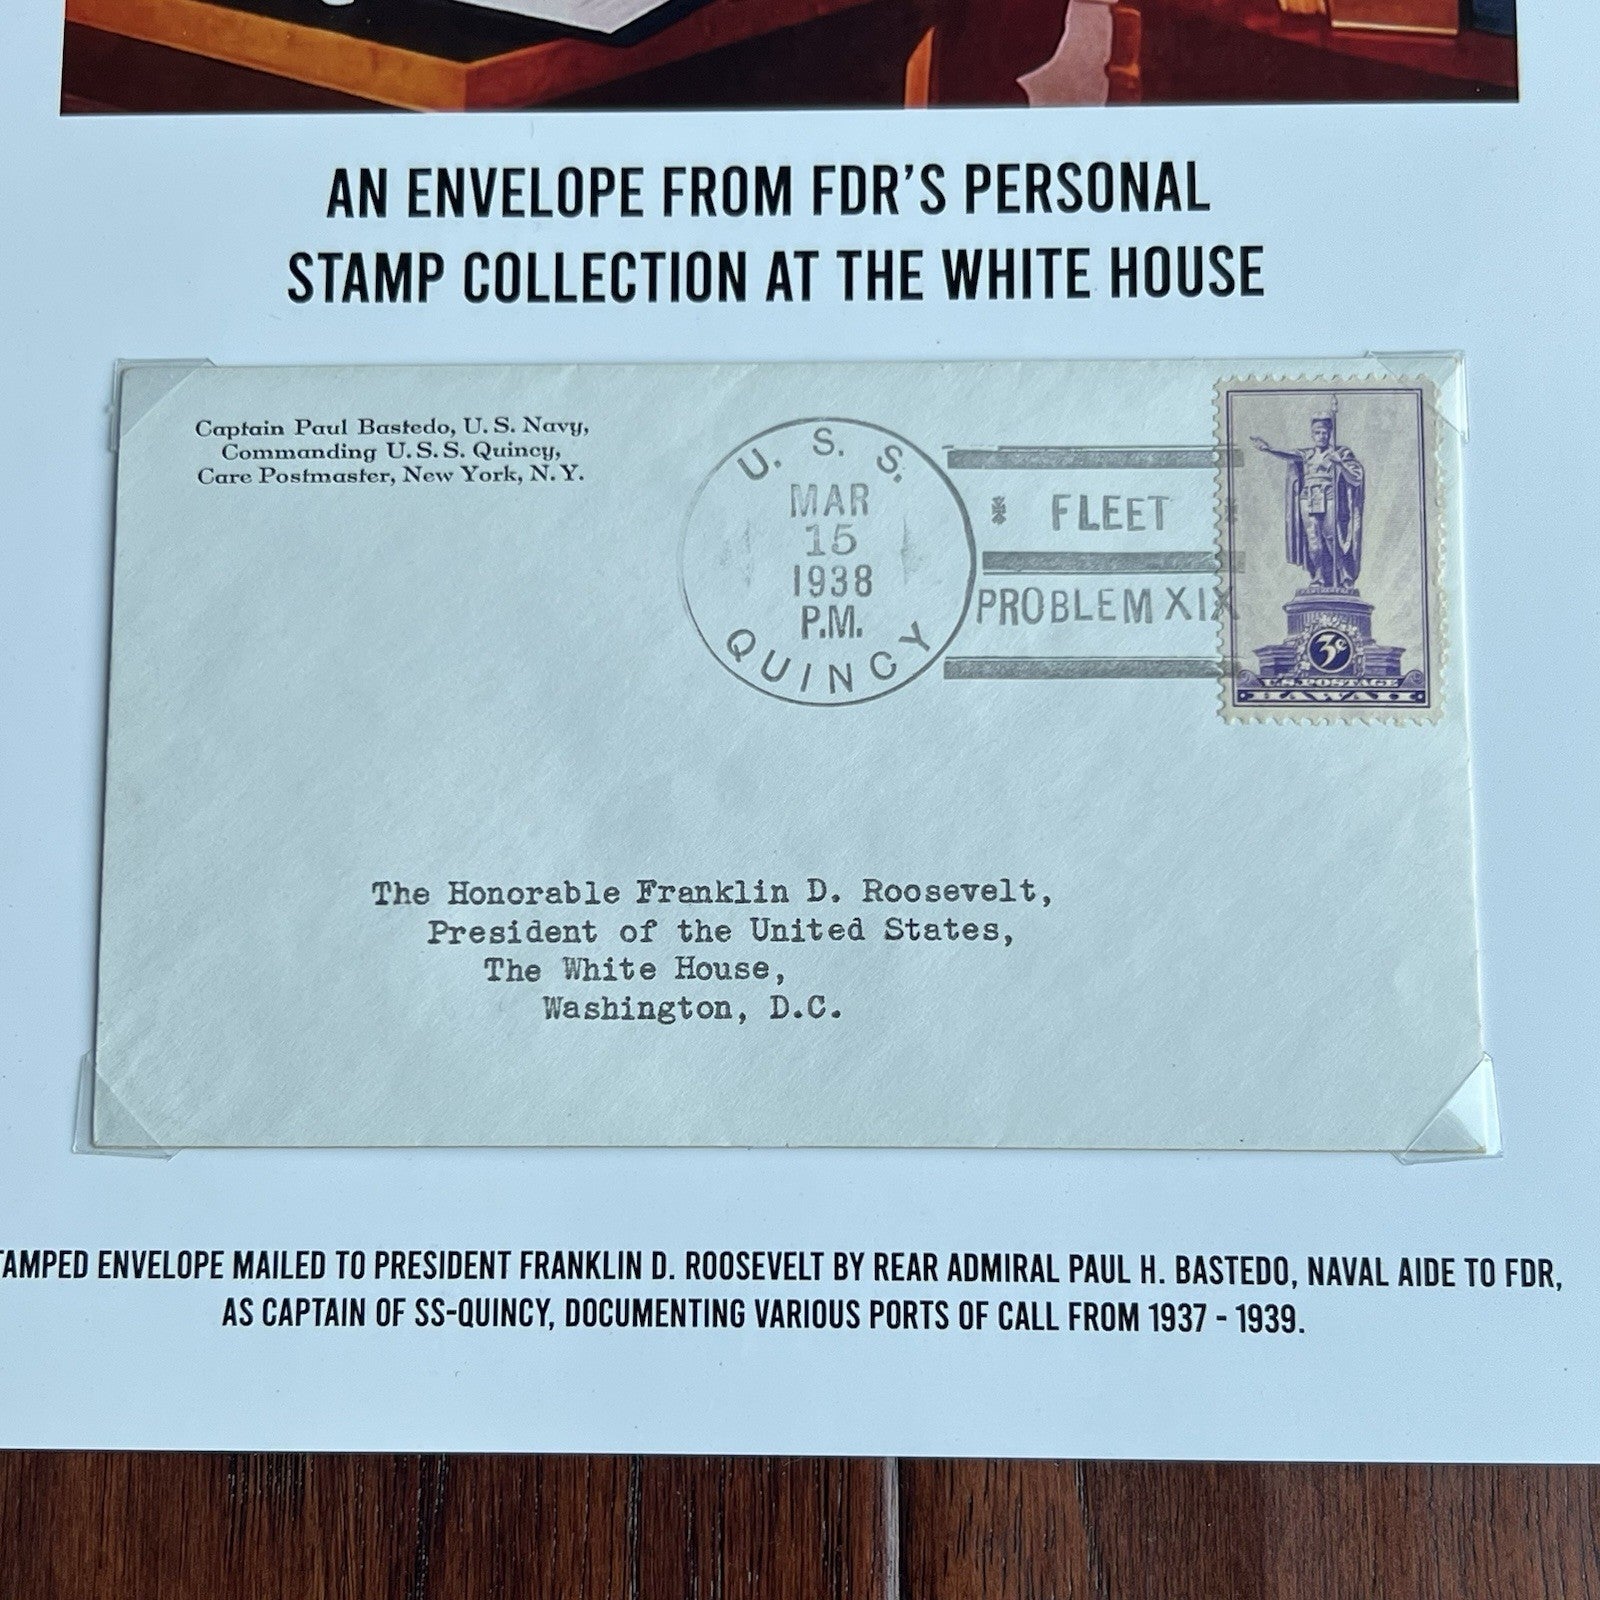 AN ENVELOPE FROM FDR'S PERSONAL
STAMP COLLECTION AT THE WHITE HOUSE
Captain Paul Bastedo, U. S. Navy,
Commanding U. S. S. Quincy,
Care Postmaster, New York, N. Y.
U. S. S.
MAR
15
1938
P.M.
QUINCY
FLEET
PROBLEM XIX
3¢
U.S. POSTAGE
HAWAII
The Honorable Franklin D. Roosevelt,
President of the United States,
The White House,
Washington, D.C.
TAMPED ENVELOPE MAILED TO PRESIDENT FRANKLIN D. ROOSEVELT BY REAR ADMIRAL PAUL H. BASTEDO, NAVAL AIDE TO FDR,
AS CAPTAIN OF SS-QUINCY, DOCUMENTING VARIOUS PORTS OF CALL FROM 1937 - 1939.